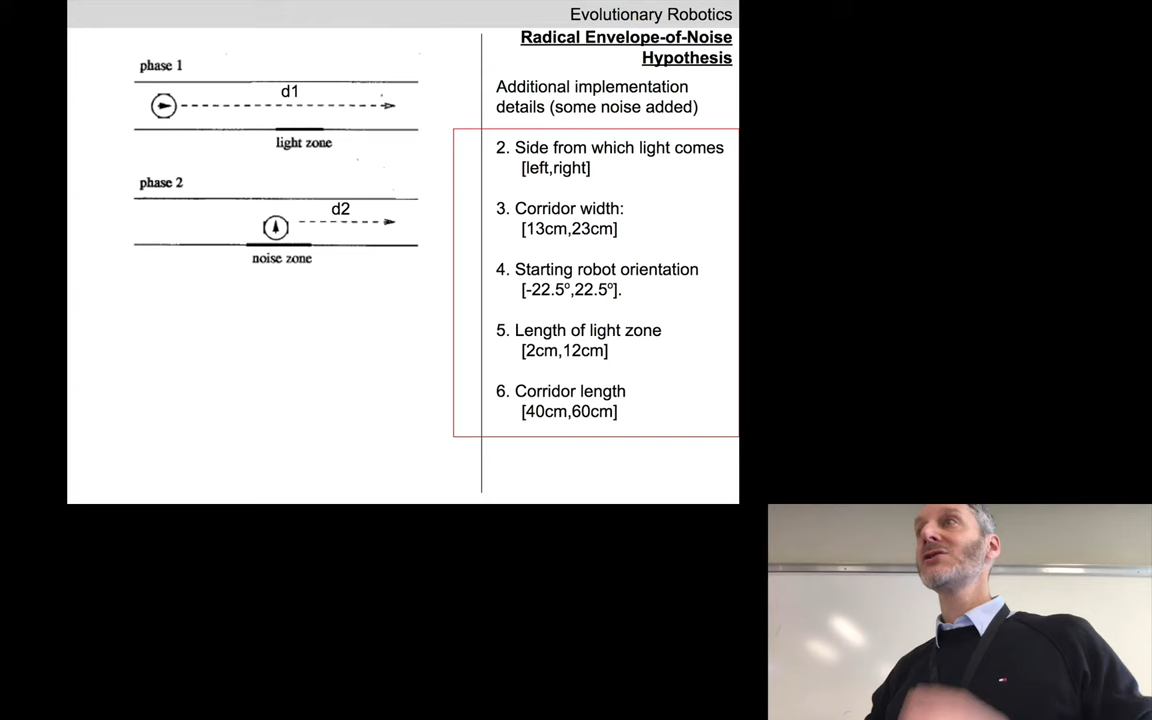 Evolutionary Robotics
Radical Envelope-of-Noise
Hypothesis
phase 1
d1
light zone
phase 2
d2
noise zone
Additional implementation
details (some noise added)
2. Side from which light comes
[left,right]
3. Corridor width:
[13cm,23cm]
4. Starting robot orientation
[-22.5º,22.5º].
5. Length of light zone
[2cm,12cm]
6. Corridor length
[40cm,60cm]